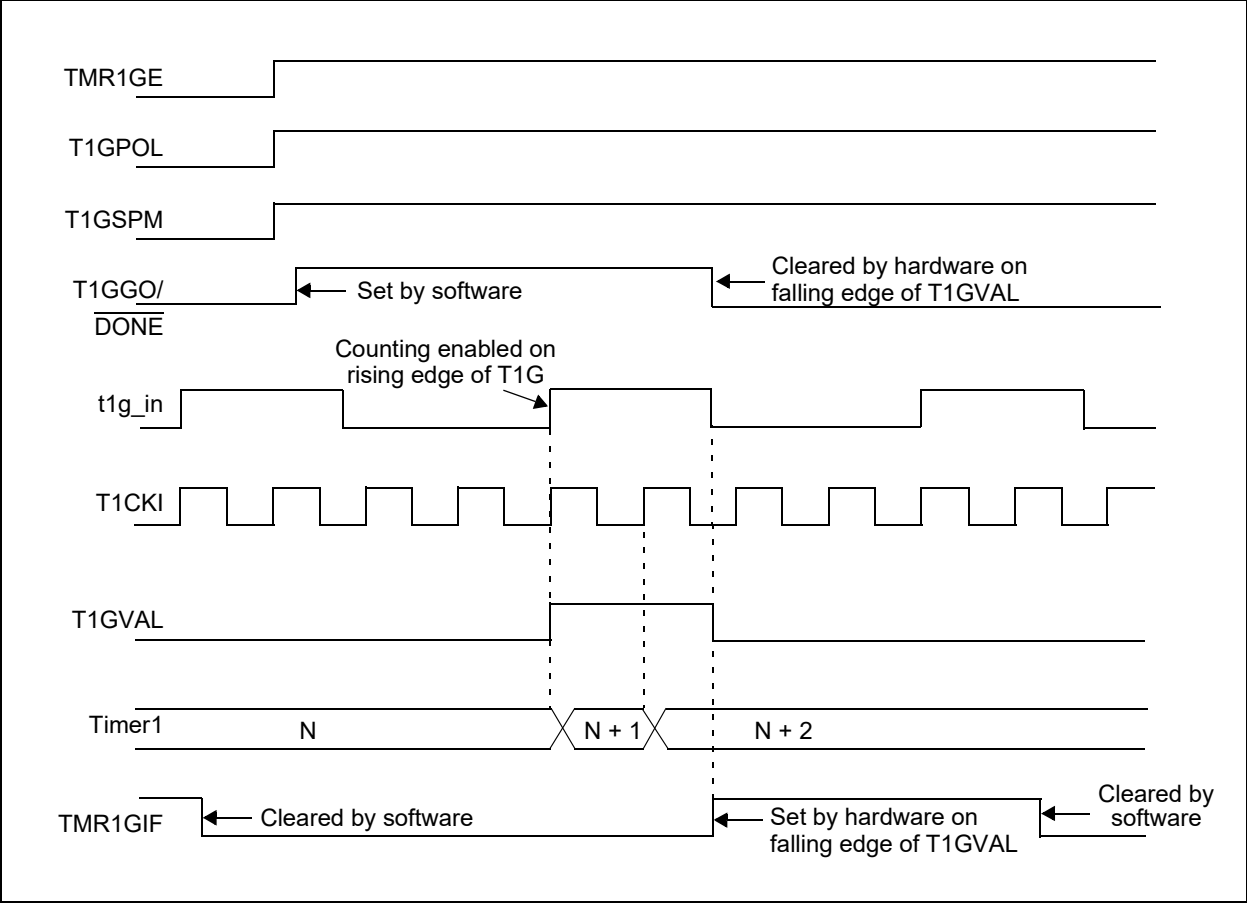 TMR1GE
T1GPOL
T1GSPM
T1GGO/
DONE
Set by software
Cleared by hardware on
falling edge of T1GVAL
Counting enabled on
rising edge of T1G
t1g_in
T1CKI
T1GVAL
Timer1
N
N + 1
N + 2
TMR1GIF
Cleared by software
Set by hardware on
falling edge of T1GVAL
Cleared by
software